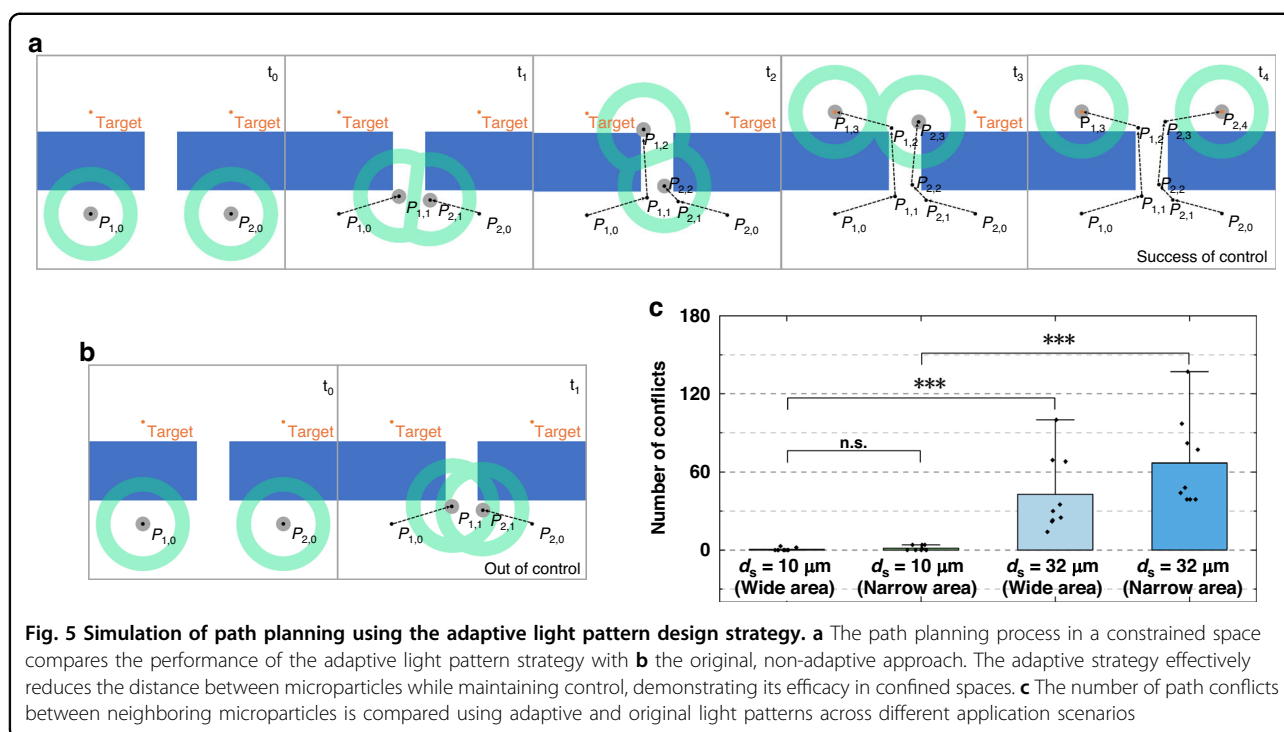 a
t0
Target
Target
P1,0
P2,0
t1
Target
Target
P1,1
P2,1
P1,0
P2,0
t2
Target
Target
P1,2
P2,2
P1,1
P2,1
P1,0
P2,0
t3
P1,3
P1,2
P2,3
P2,2
P1,1
P2,1
P1,0
P2,0
t4
P1,3
P1,2
P2,3
P2,4
P2,2
P1,1
P2,1
P1,0
P2,0
Success of control
b
t0
Target
Target
P1,0
P2,0
t1
Target
Target
P1,1
P2,1
P1,0
P2,0
Out of control
c
Number of conflicts
180
120
60
0
n.s.
***
***
ds = 10 μm
(Wide area)
ds = 10 μm
(Narrow area)
ds = 32 μm
(Wide area)
ds = 32 μm
(Narrow area)
Fig. 5 Simulation of path planning using the adaptive light pattern design strategy. a The path planning process in a constrained space
compares the performance of the adaptive light pattern strategy with b the original, non-adaptive approach. The adaptive strategy effectively
reduces the distance between microparticles while maintaining control, demonstrating its efficacy in confined spaces. c The number of path conflicts
between neighboring microparticles is compared using adaptive and original light patterns across different application scenarios